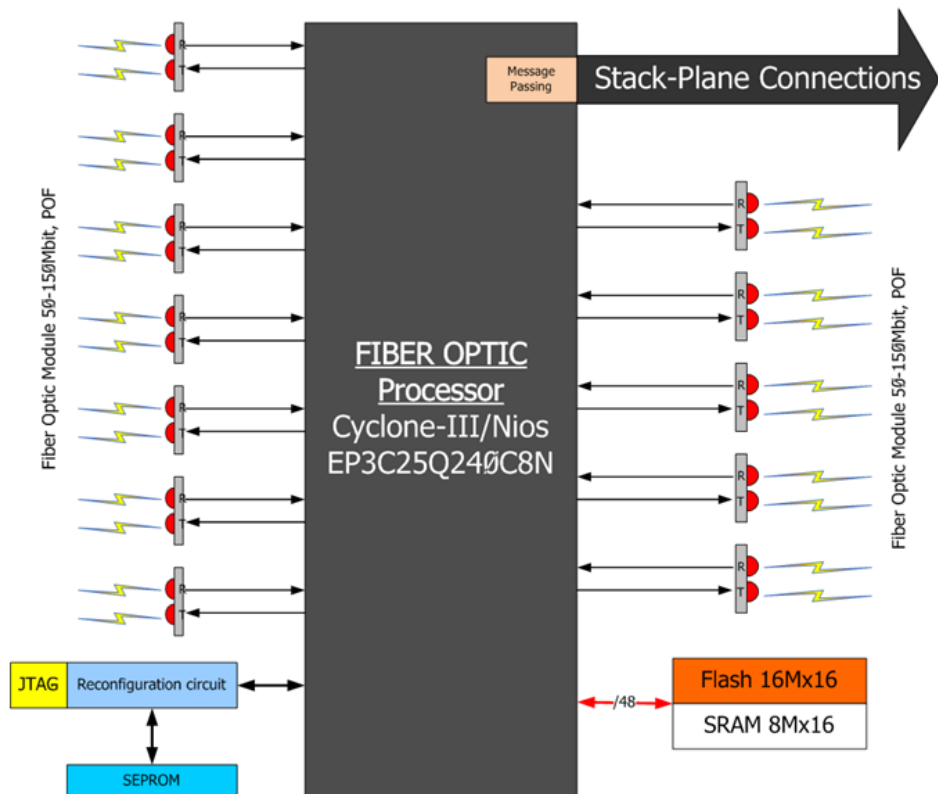 Message
Passing
Stack-Plane Connections
Fiber Optic Module 50-150Mbit, POF
R
T
R
T
R
T
R
T
R
T
R
T
R
T
FIBER OPTIC
Processor
Cyclone-III/Nios
EP3C25Q240C8N
R
T
R
T
R
T
R
T
R
T
Fiber Optic Module 50-150Mbit, POF
JTAG
Reconfiguration circuit
SEPROM
/48
Flash 16Mx16
SRAM 8Mx16